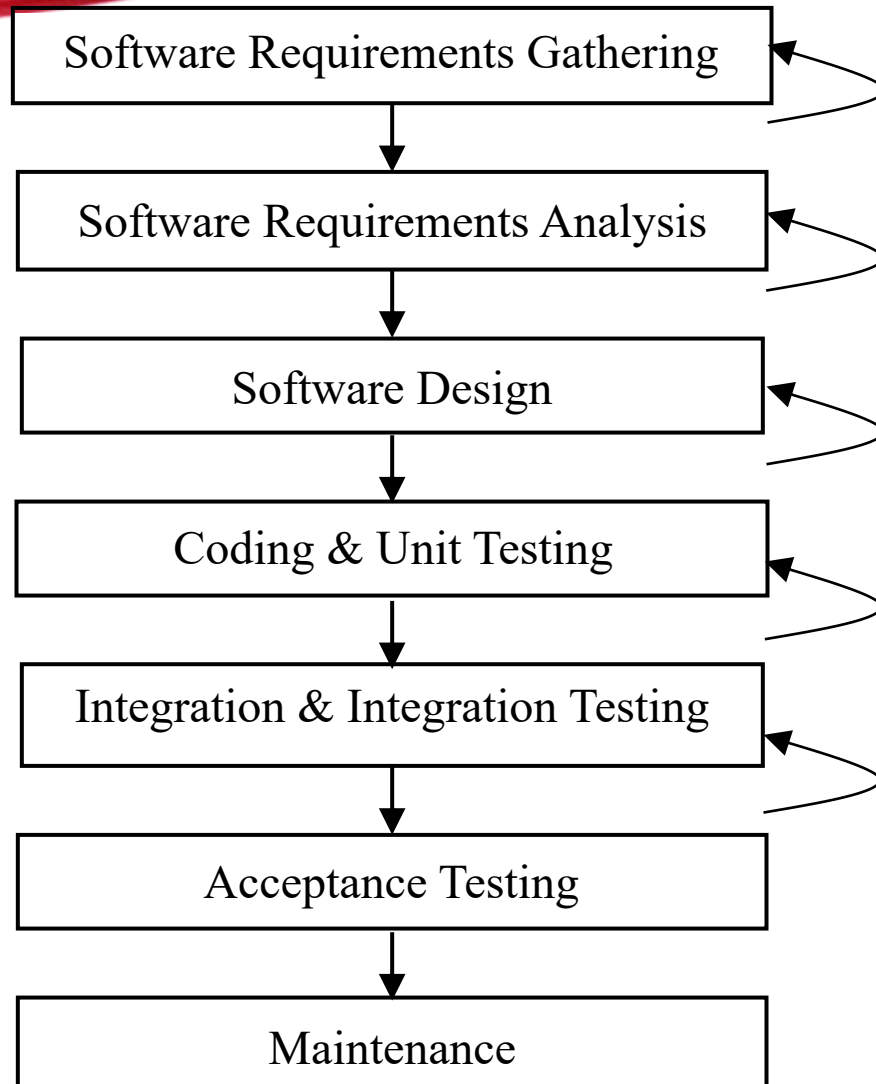 Software Requirements Gathering
Software Requirements Analysis
Software Design
Coding & Unit Testing
Integration & Integration Testing
Acceptance Testing
Maintenance